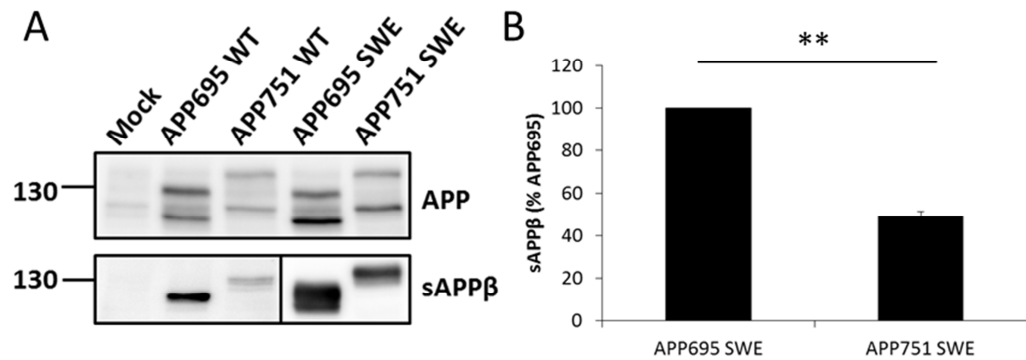 A
Mock
APP695 WT
APP751 WT
APP695 SWE
APP751 SWE
130
APP
130
sAPPβ
B
**
sAPPβ (% APP695)
120
100
80
60
40
20
0
APP695 SWE
APP751 SWE